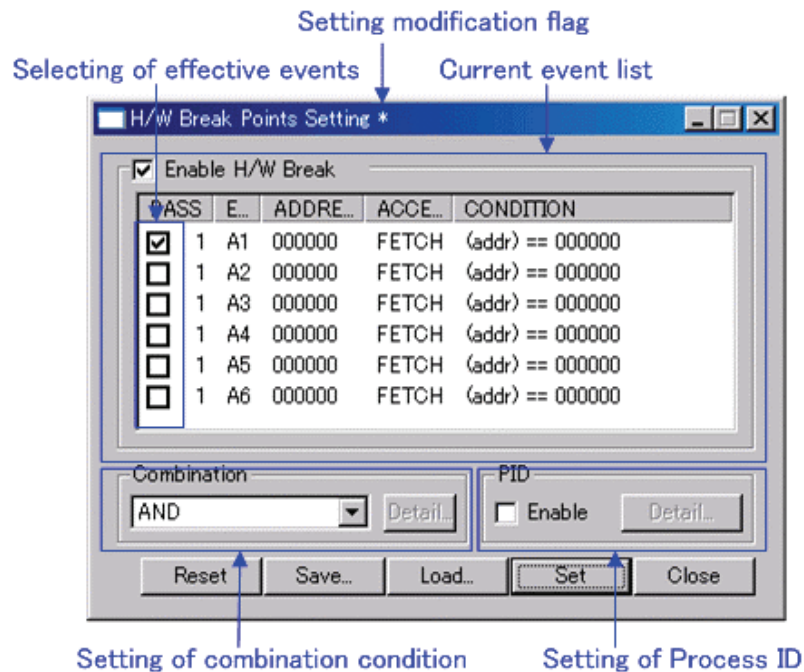 Setting modification flag
Selecting of effective events Current event list
H/W Break Points Setting *
Enable H/W Break
PASS E... ADDRE... ACCE... CONDITION
1 A1 000000 FETCH (addr) == 000000
1 A2 000000 FETCH (addr) == 000000
1 A3 000000 FETCH (addr) == 000000
1 A4 000000 FETCH (addr) == 000000
1 A5 000000 FETCH (addr) == 000000
1 A6 000000 FETCH (addr) == 000000
Combination PID
AND Detail... Enable Detail...
Reset Save... Load... Set Close
Setting of combination condition Setting of Process ID